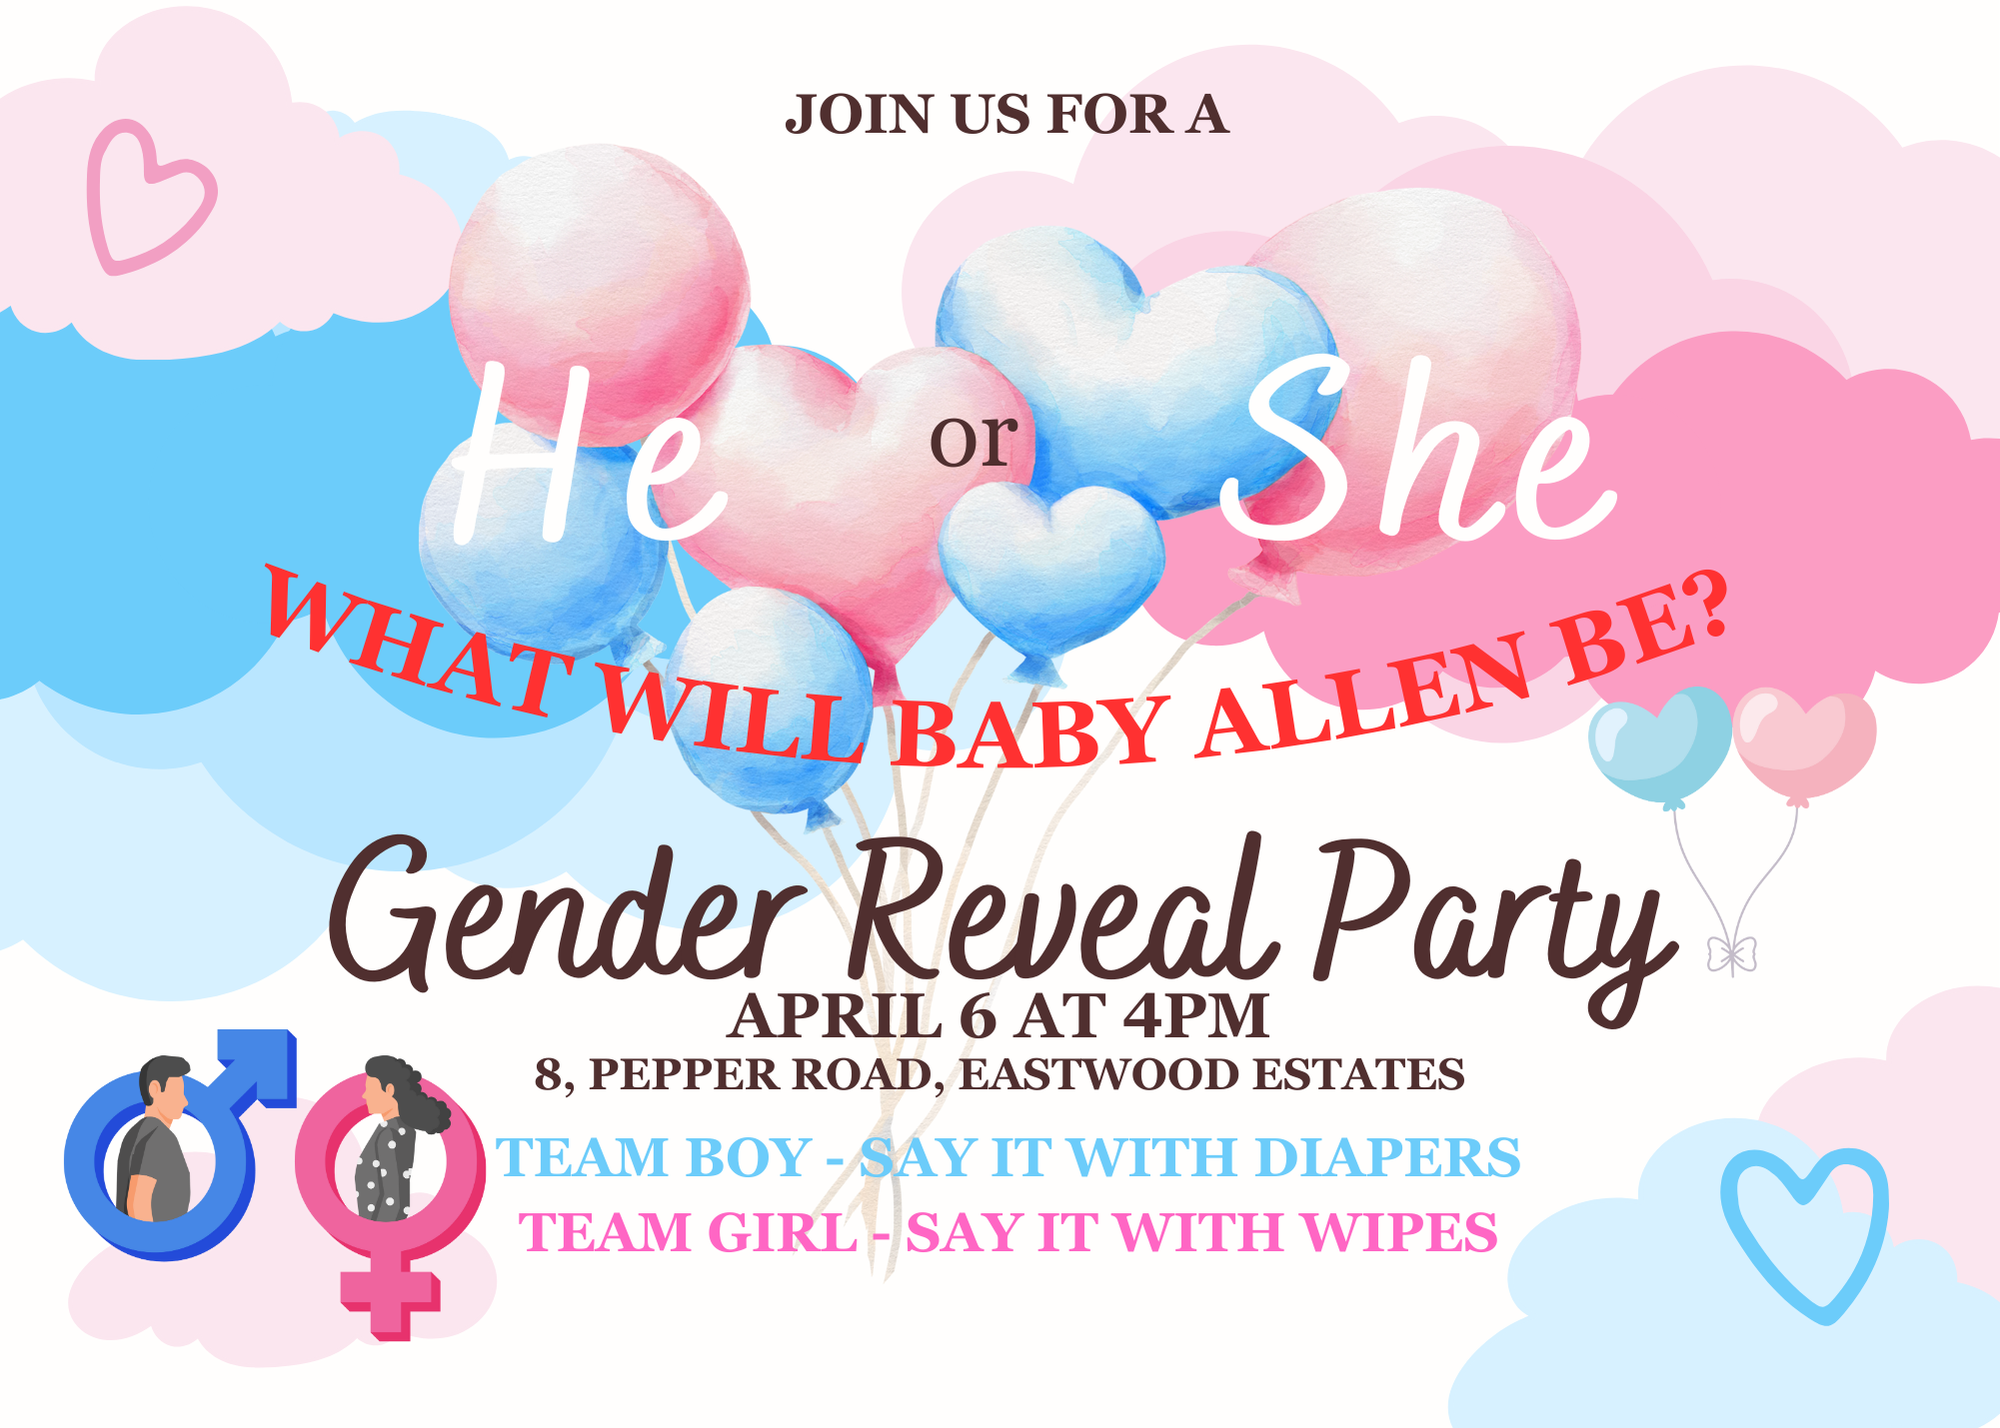 JOIN US FOR A
He or She
WHAT WILL BABY ALLEN BE?
Gender Reveal Party
APRIL 6 AT 4PM
8, PEPPER ROAD, EASTWOOD ESTATES
TEAM BOY - SAY IT WITH DIAPERS
TEAM GIRL - SAY IT WITH WIPES